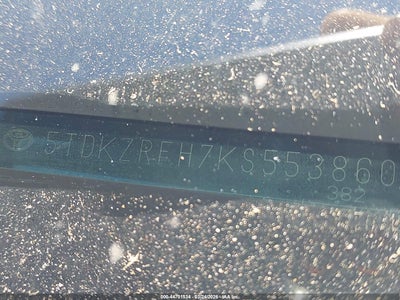 5TDKZRFH7KS553860
382
000-44751534 - 03/24/2026 - IAA Inc.